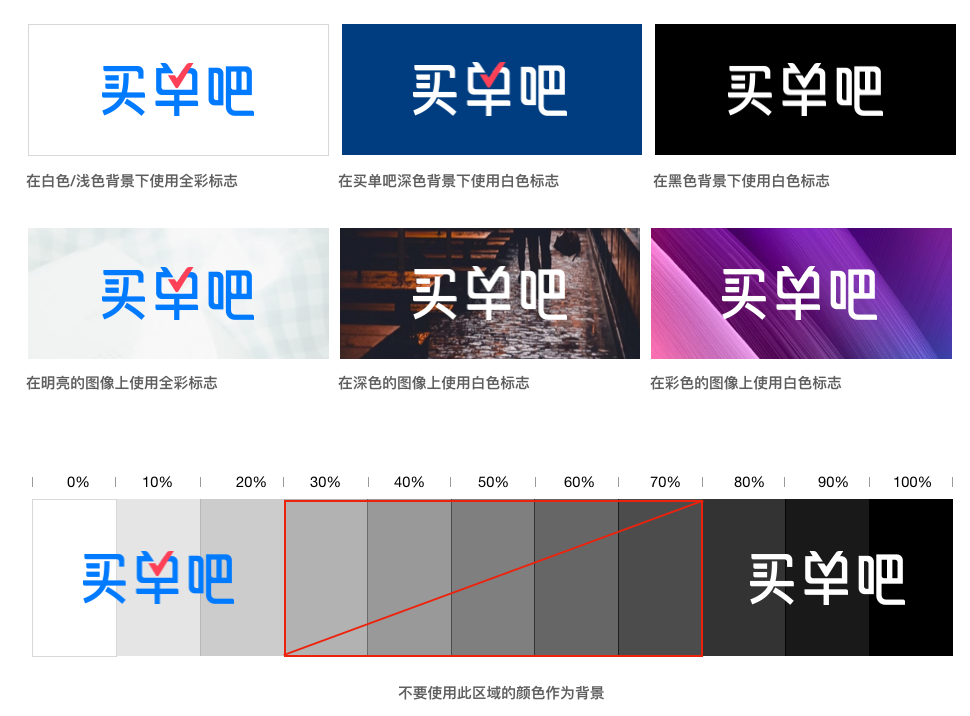 买单吧
买单吧
买单吧
在白色/浅色背景下使用全彩标志
在买单吧深色背景下使用白色标志
在黑色背景下使用白色标志
买单吧
买单吧
买单吧
在明亮的图像上使用全彩标志
在深色的图像上使用白色标志
在彩色的图像上使用白色标志
0% 10% 20% 30% 40% 50% 60% 70% 80% 90% 100%
买单吧
买单吧
不要使用此区域的颜色作为背景